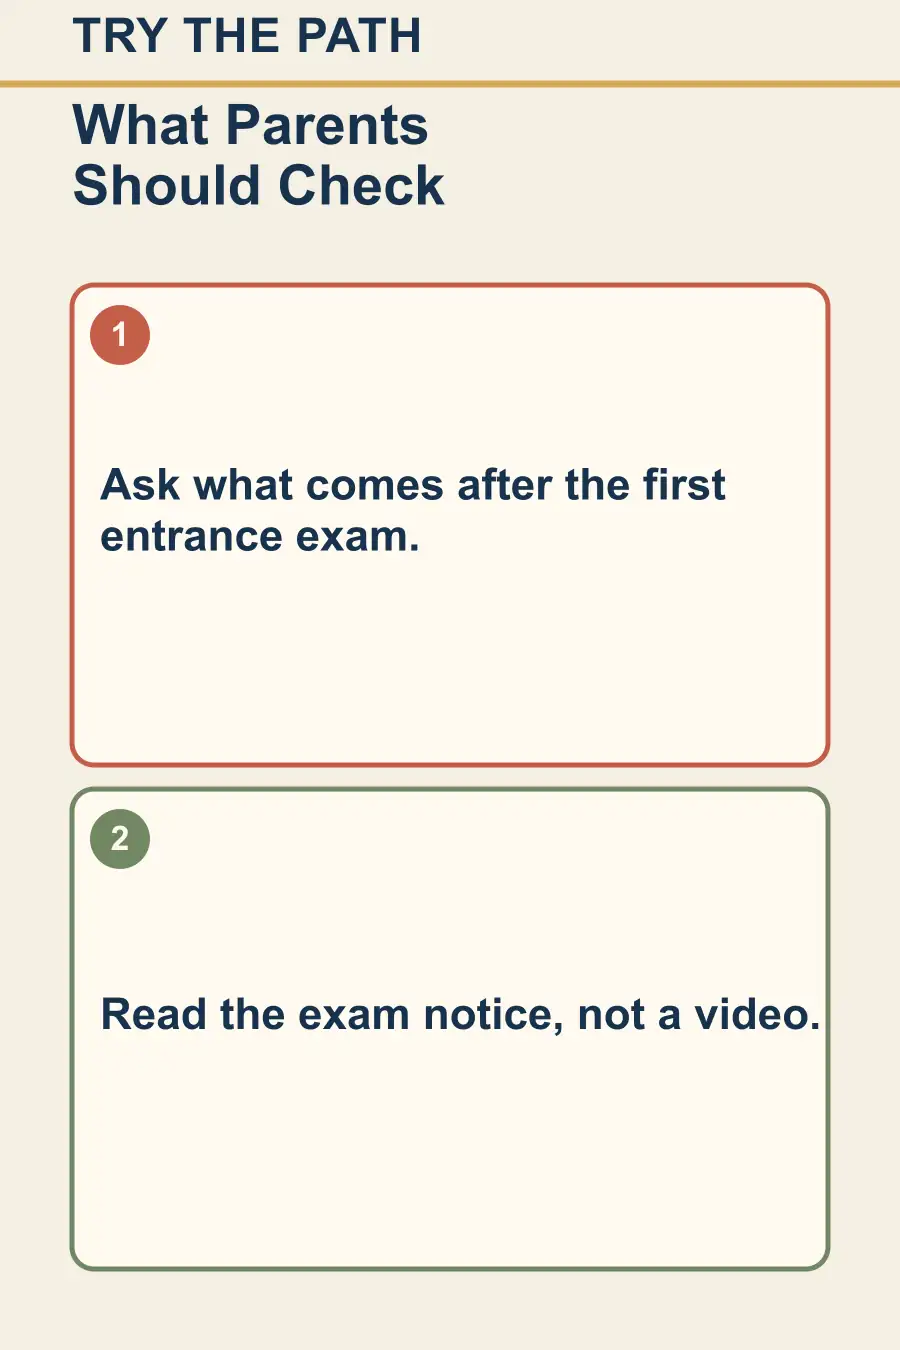 TRY THE PATH
What Parents
Should Check
1
Ask what comes after the first
entrance exam.
2
Read the exam notice, not a video.